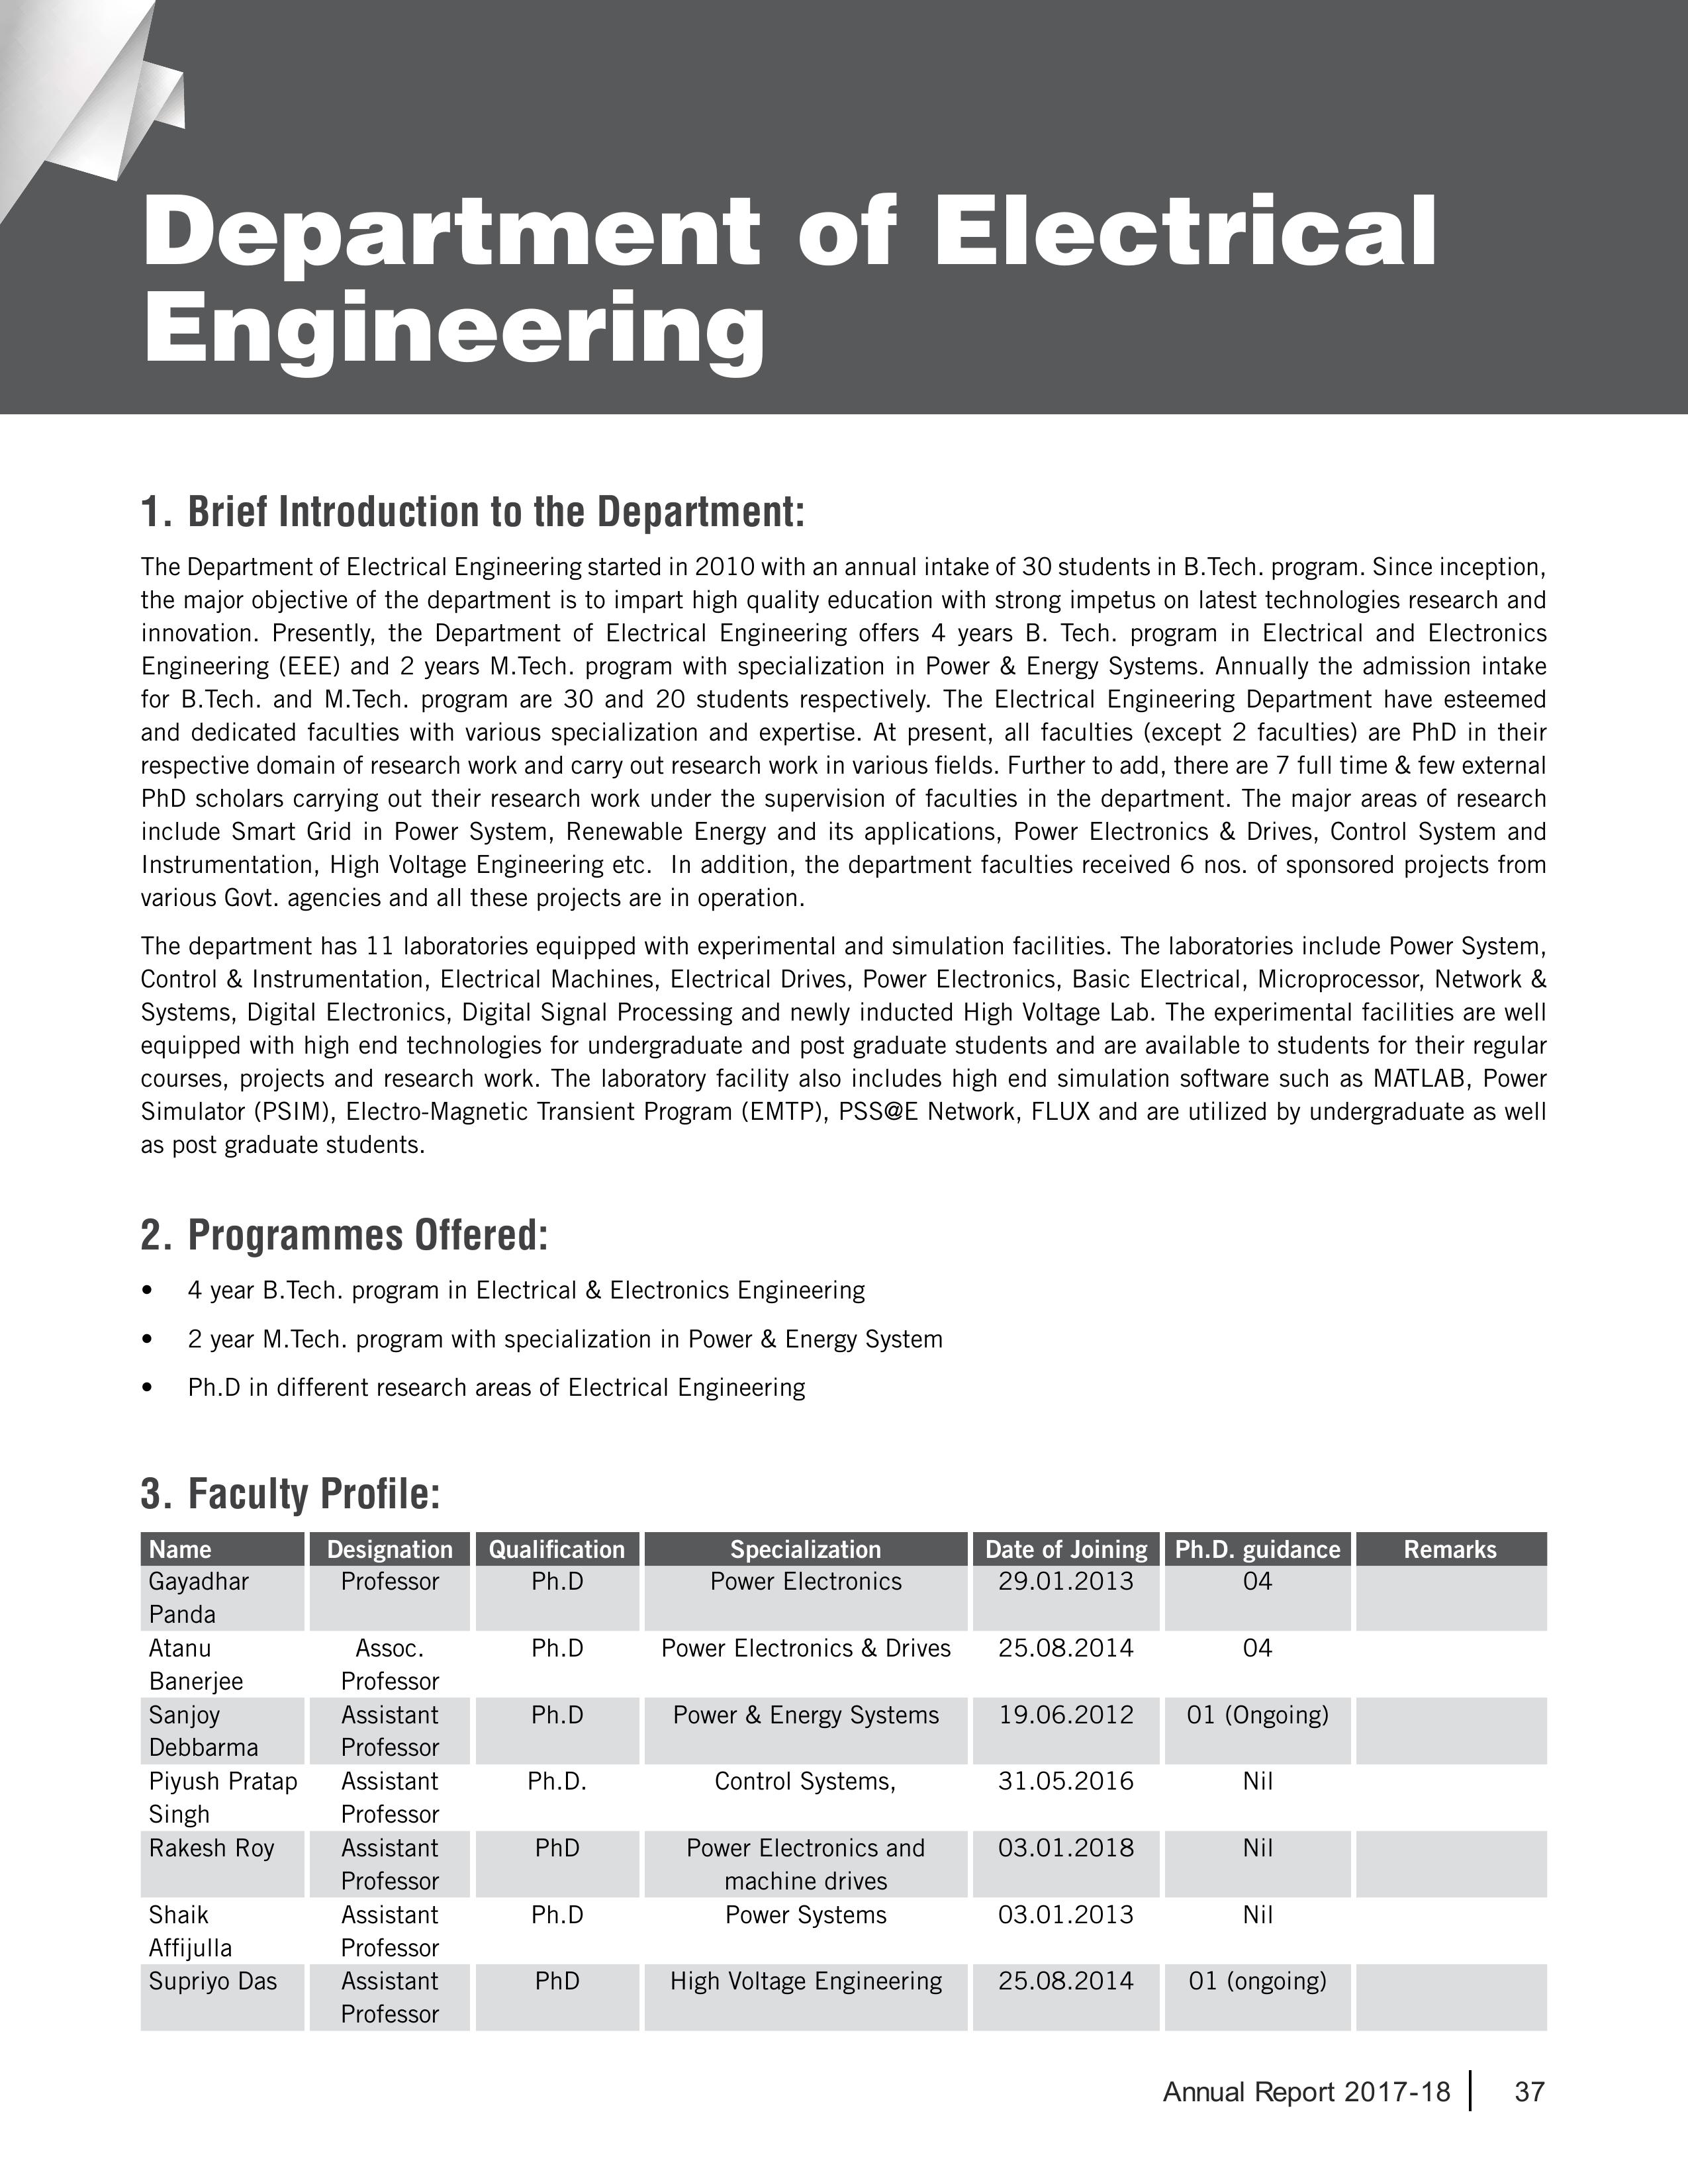 Department of Electrical
Engineering
1. Brief Introduction to the Department:
The Department of Electrical Engineering started in 2010 with an annual intake of 30 students in B.Tech. program. Since inception,
the major objective of the department is to impart high quality education with strong impetus on latest technologies research and
innovation. Presently, the Department of Electrical Engineering offers 4 years B. Tech. program in Electrical and Electronics
Engineering (EEE) and 2 years M.Tech. program with specialization in Power & Energy Systems. Annually the admission intake
for B.Tech. and M.Tech. program are 30 and 20 students respectively. The Electrical Engineering Department have esteemed
and dedicated faculties with various specialization and expertise. At present, all faculties (except 2 faculties) are PhD in their
respective domain of research work and carry out research work in various fields. Further to add, there are 7 full time & few external
PhD scholars carrying out their research work under the supervision of faculties in the department. The major areas of research
include Smart Grid in Power System, Renewable Energy and its applications, Power Electronics & Drives, Control System and
Instrumentation, High Voltage Engineering etc. In addition, the department faculties received 6 nos. of sponsored projects from
various Govt. agencies and all these projects are in operation.
The department has 11 laboratories equipped with experimental and simulation facilities. The laboratories include Power System,
Control & Instrumentation, Electrical Machines, Electrical Drives, Power Electronics, Basic Electrical, Microprocessor, Network &
Systems, Digital Electronics, Digital Signal Processing and newly inducted High Voltage Lab. The experimental facilities are well
equipped with high end technologies for undergraduate and post graduate students and are available to students for their regular
courses, projects and research work. The laboratory facility also includes high end simulation software such as MATLAB, Power
Simulator (PSIM), Electro-Magnetic Transient Program (EMTP), PSS@E Network, FLUX and are utilized by undergraduate as well
as post graduate students.
2. Programmes Offered:
• 4 year B.Tech. program in Electrical & Electronics Engineering
• 2 year M.Tech. program with specialization in Power & Energy System
• Ph.D in different research areas of Electrical Engineering
3. Faculty Profile:
Name Designation Qualification Specialization Date of Joining Ph.D. guidance Remarks
Gayadhar Professor Ph.D Power Electronics 29.01.2013 04
Panda
Atanu Assoc. Ph.D Power Electronics & Drives 25.08.2014 04
Banerjee Professor
Sanjoy Assistant Ph.D Power & Energy Systems 19.06.2012 01 (Ongoing)
Debbarma Professor
Piyush Pratap Assistant Ph.D. Control Systems, 31.05.2016 Nil
Singh Professor
Rakesh Roy Assistant PhD Power Electronics and 03.01.2018 Nil
Professor machine drives
Shaik Assistant Ph.D Power Systems 03.01.2013 Nil
Affijulla Professor
Supriyo Das Assistant PhD High Voltage Engineering 25.08.2014 01 (ongoing)
Professor
Annual Report 2017-18 37